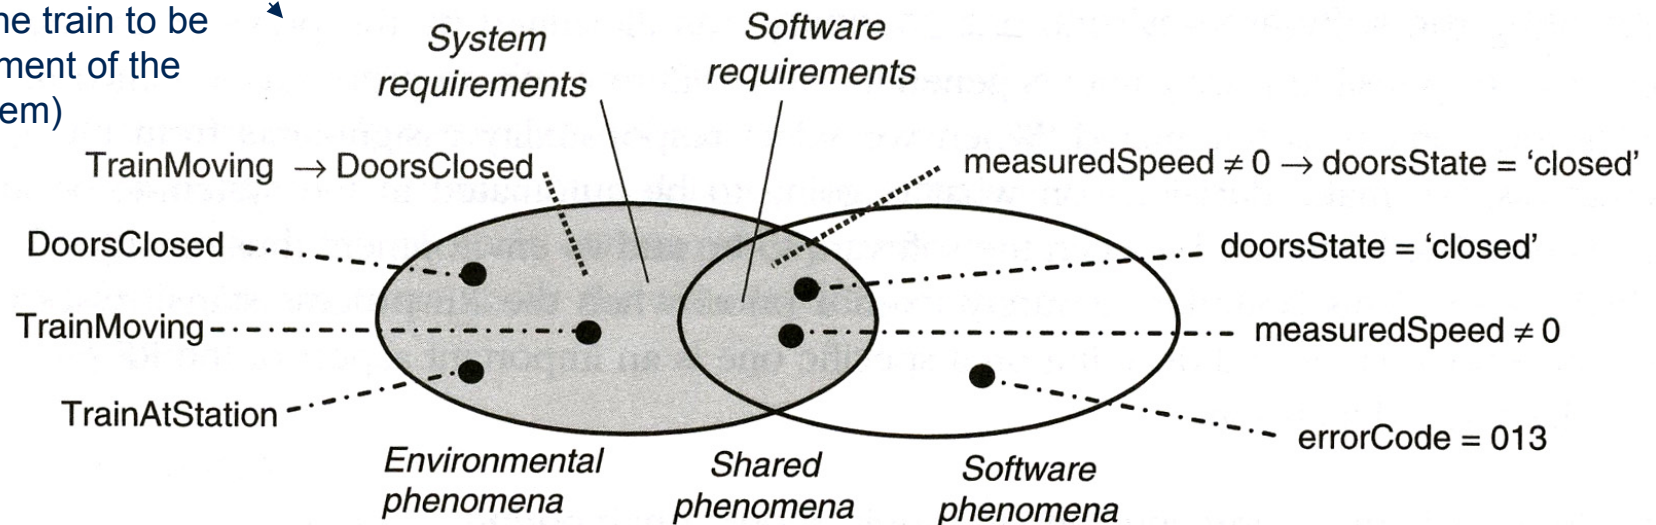 ne train to be
ment of the
em)
System
requirements
Software
requirements
TrainMoving → DoorsClosed
measuredSpeed ≠ 0 → doorsState = ‘closed’
DoorsClosed
doorsState = ‘closed’
TrainMoving
measuredSpeed ≠ 0
TrainAtStation
errorCode = 013
Environmental
phenomena
Shared
phenomena
Software
phenomena